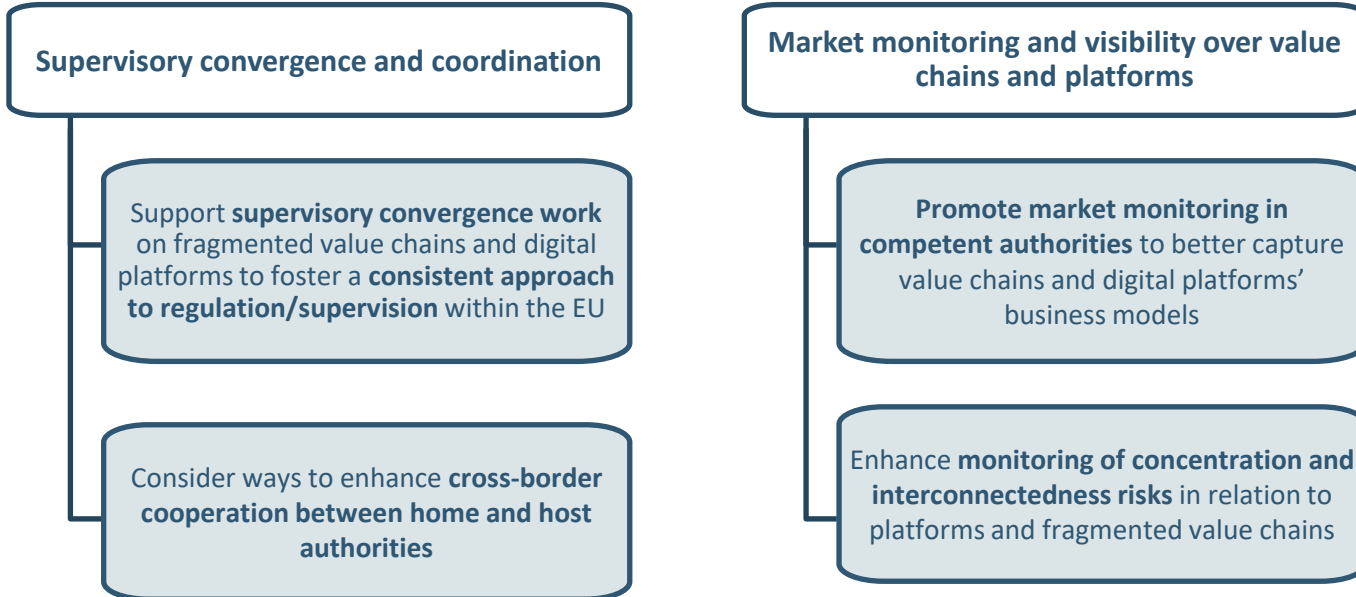 Supervisory convergence and coordination
Support supervisory convergence work
on fragmented value chains and digital
platforms to foster a consistent approach
to regulation/supervision within the EU
Consider ways to enhance cross-border
cooperation between home and host
authorities
Market monitoring and visibility over value
chains and platforms
Promote market monitoring in
competent authorities to better capture
value chains and digital platforms’
business models
Enhance monitoring of concentration and
interconnectedness risks in relation to
platforms and fragmented value chains